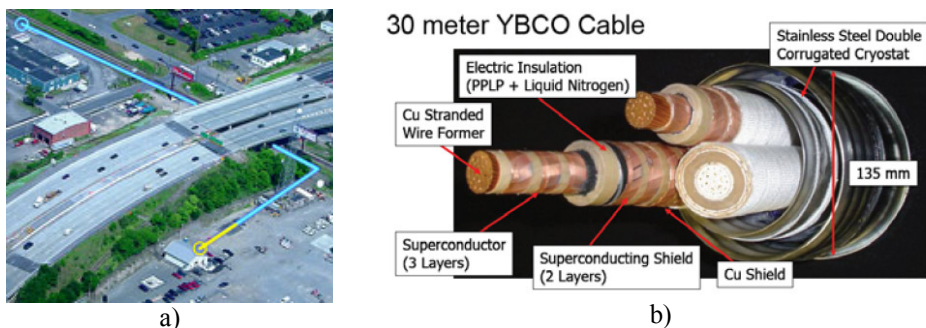 30 meter YBCO Cable
Stainless Steel Double
Corrugated Cryostat
Electric Insulation
(PPLP + Liquid Nitrogen)
Cu Stranded
Wire Former
135 mm
Superconductor
(3 Layers)
Superconducting Shield
(2 Layers)
Cu Shield
a)
b)